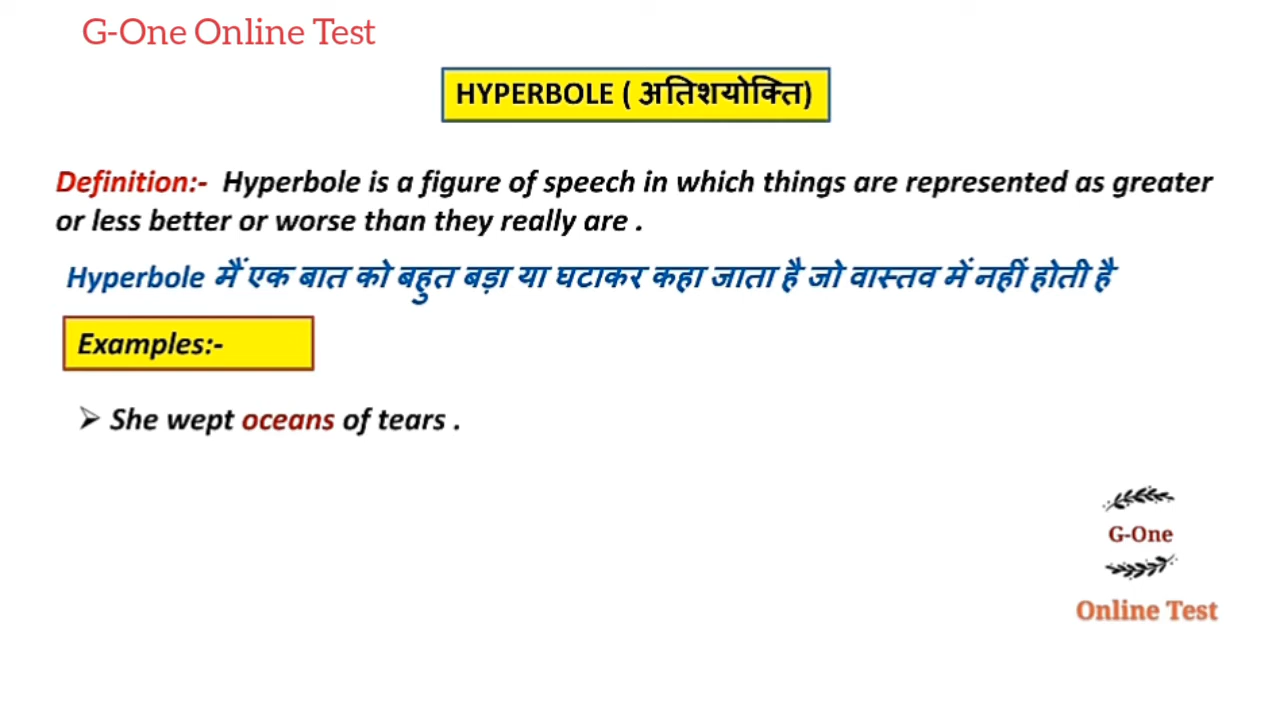 G-One Online Test
HYPERBOLE ( अतिशयोक्ति)
Definition:- Hyperbole is a figure of speech in which things are represented as greater
or less better or worse than they really are .
Hyperbole मैं एक बात को बहुत बड़ा या घटाकर कहा जाता है जो वास्तव में नहीं होती है
Examples:-
➢ She wept oceans of tears .
G-One
Online Test